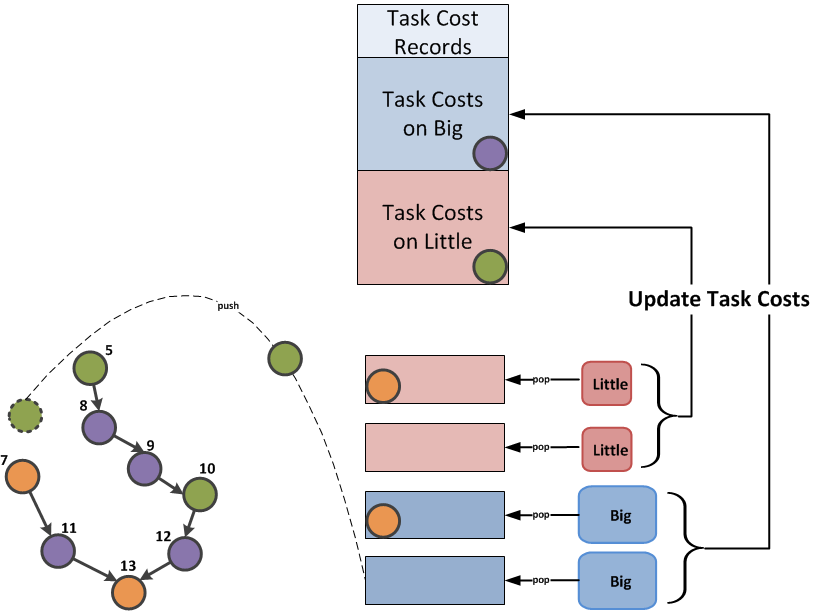 Task Cost
Records
Task Costs
on Big
Task Costs
on Little
Update Task Costs
push
5
8
9
10
7
11
12
13
pop
Little
pop
Little
pop
Big
pop
Big